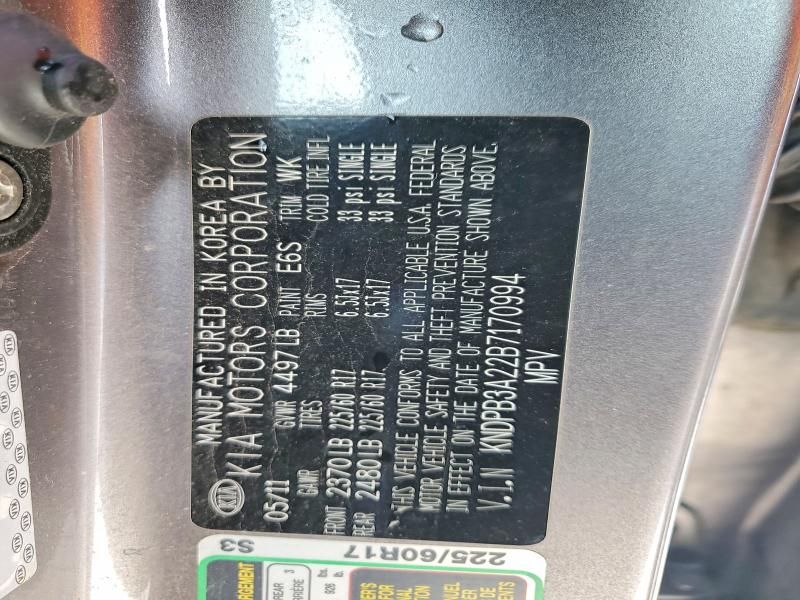 MANUFACTURED IN KOREA BY
KIA KIA MOTORS CORPORATION
05/11 GVWR 4497LB PAINT E6S TRIM WK
GAWR TIRES RIMS COLD TIRE INFL
FRONT 2370LB 225/60 R17 6.5Jx17 33 psi SINGLE
REAR 2480LB 225/60 R17 6.5Jx17 33 psi SINGLE
THIS VEHICLE CONFORMS TO ALL APPLICABLE U.S.A. FEDERAL
MOTOR VEHICLE SAFETY AND THEFT PREVENTION STANDARDS
IN EFFECT ON THE DATE OF MANUFACTURE SHOWN ABOVE.
V.I.N KNDPB3A22B7170994
MPV
S3
225/60R17
REAR 3